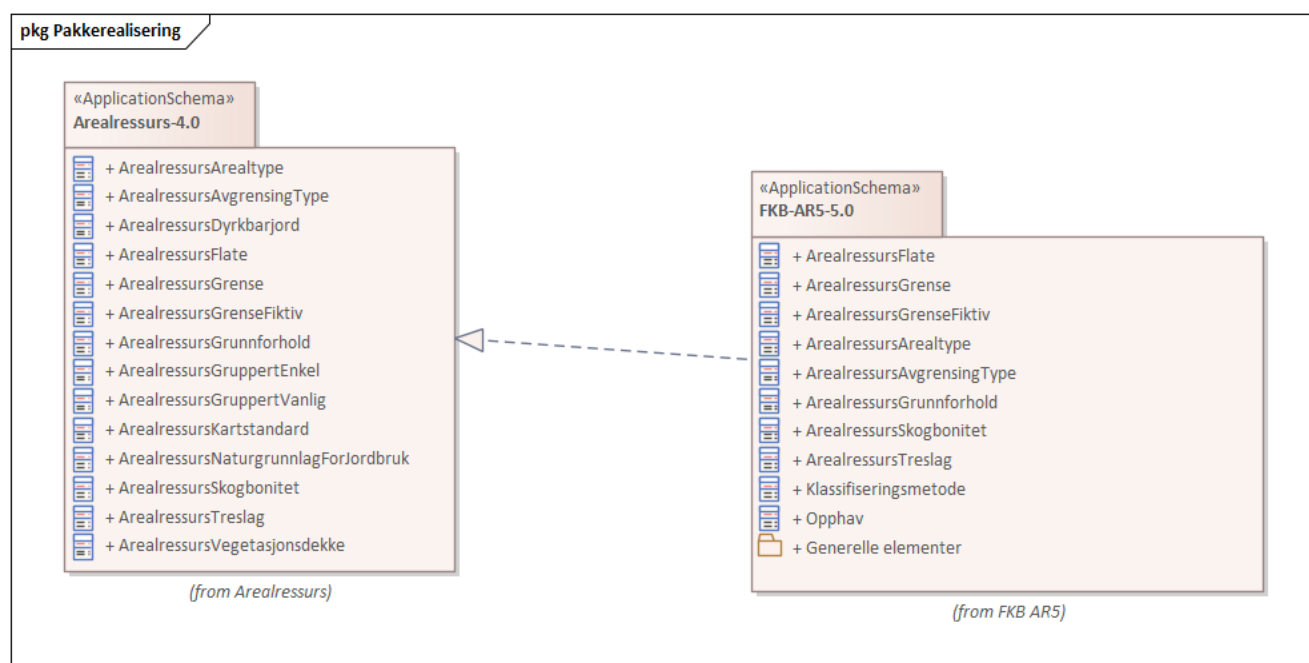 pkg Pakkerealisering
«ApplicationSchema»
Arealressurs-4.0
+ ArealressursArealtype
+ ArealressursAvgrensingType
+ ArealressursDyrkbarjord
+ ArealressursFlate
+ ArealressursGrense
+ ArealressursGrenseFiktiv
+ ArealressursGrunnforhold
+ ArealressursGruppertEnkel
+ ArealressursGruppertVanlig
+ ArealressursKartstandard
+ ArealressursNaturgrunnlagForJordbruk
+ ArealressursSkogbonitet
+ ArealressursTreslag
+ ArealressursVegetasjonsdekke
(from Arealressurs)
«ApplicationSchema»
FKB-AR5-5.0
+ ArealressursFlate
+ ArealressursGrense
+ ArealressursGrenseFiktiv
+ ArealressursArealtype
+ ArealressursAvgrensingType
+ ArealressursGrunnforhold
+ ArealressursSkogbonitet
+ ArealressursTreslag
+ Klassifiseringsmetode
+ Opphav
+ Generelle elementer
(from FKB AR5)